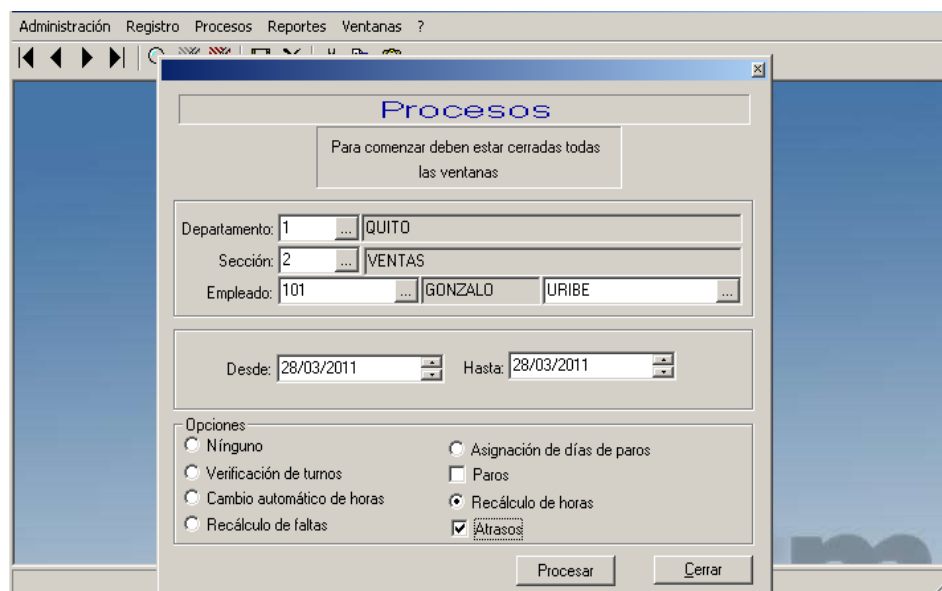 Administración Registro Procesos Reportes Ventanas ?
Procesos
Para comenzar deben estar cerradas todas
las ventanas
Departamento: 1 ... QUITO
Sección: 2 ... VENTAS
Empleado: 101 ... GONZALO URIBE ...
Desde: 28/03/2011 Hasta: 28/03/2011
Opciones
Nínguno
Asignación de días de paros
Verificación de turnos
Paros
Cambio automático de horas
Recálculo de horas
Recálculo de faltas
Atrasos
Procesar Cerrar